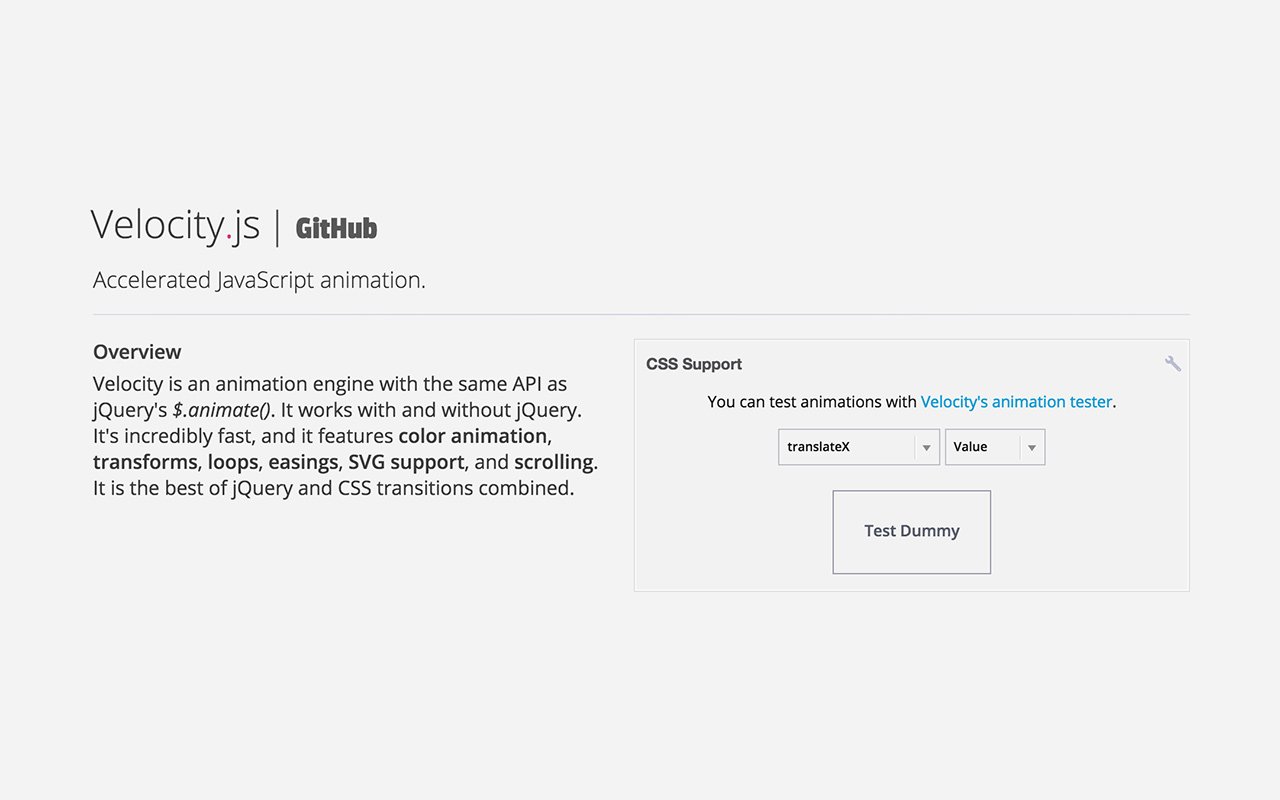 Velocity.js | GitHub
Accelerated JavaScript animation.
Overview
Velocity is an animation engine with the same API as
jQuery's $.animate(). It works with and without jQuery.
It's incredibly fast, and it features color animation,
transforms, loops, easings, SVG support, and scrolling.
It is the best of jQuery and CSS transitions combined.
CSS Support
You can test animations with Velocity's animation tester.
translateX Value
Test Dummy